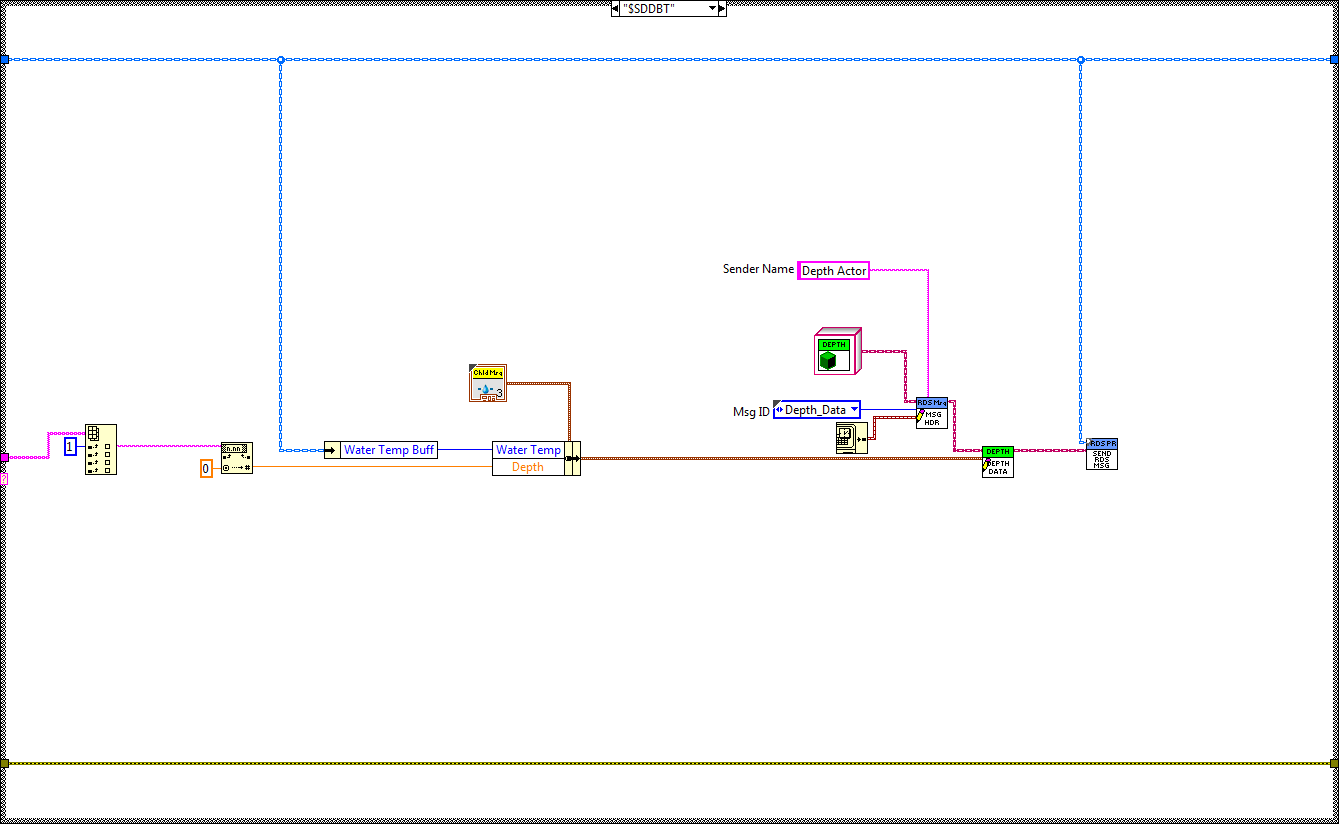 "$SDDBT"
Sender Name
Depth Actor
DEPTH
Child Msg
3
Msg ID
Depth_Data
RDS Msg
MSG
HDR
1
n.nn
0
Water Temp Buff
Water Temp
Depth
DEPTH
DEPTH
DATA
RDS PR
SEND
RDS
MSG
?